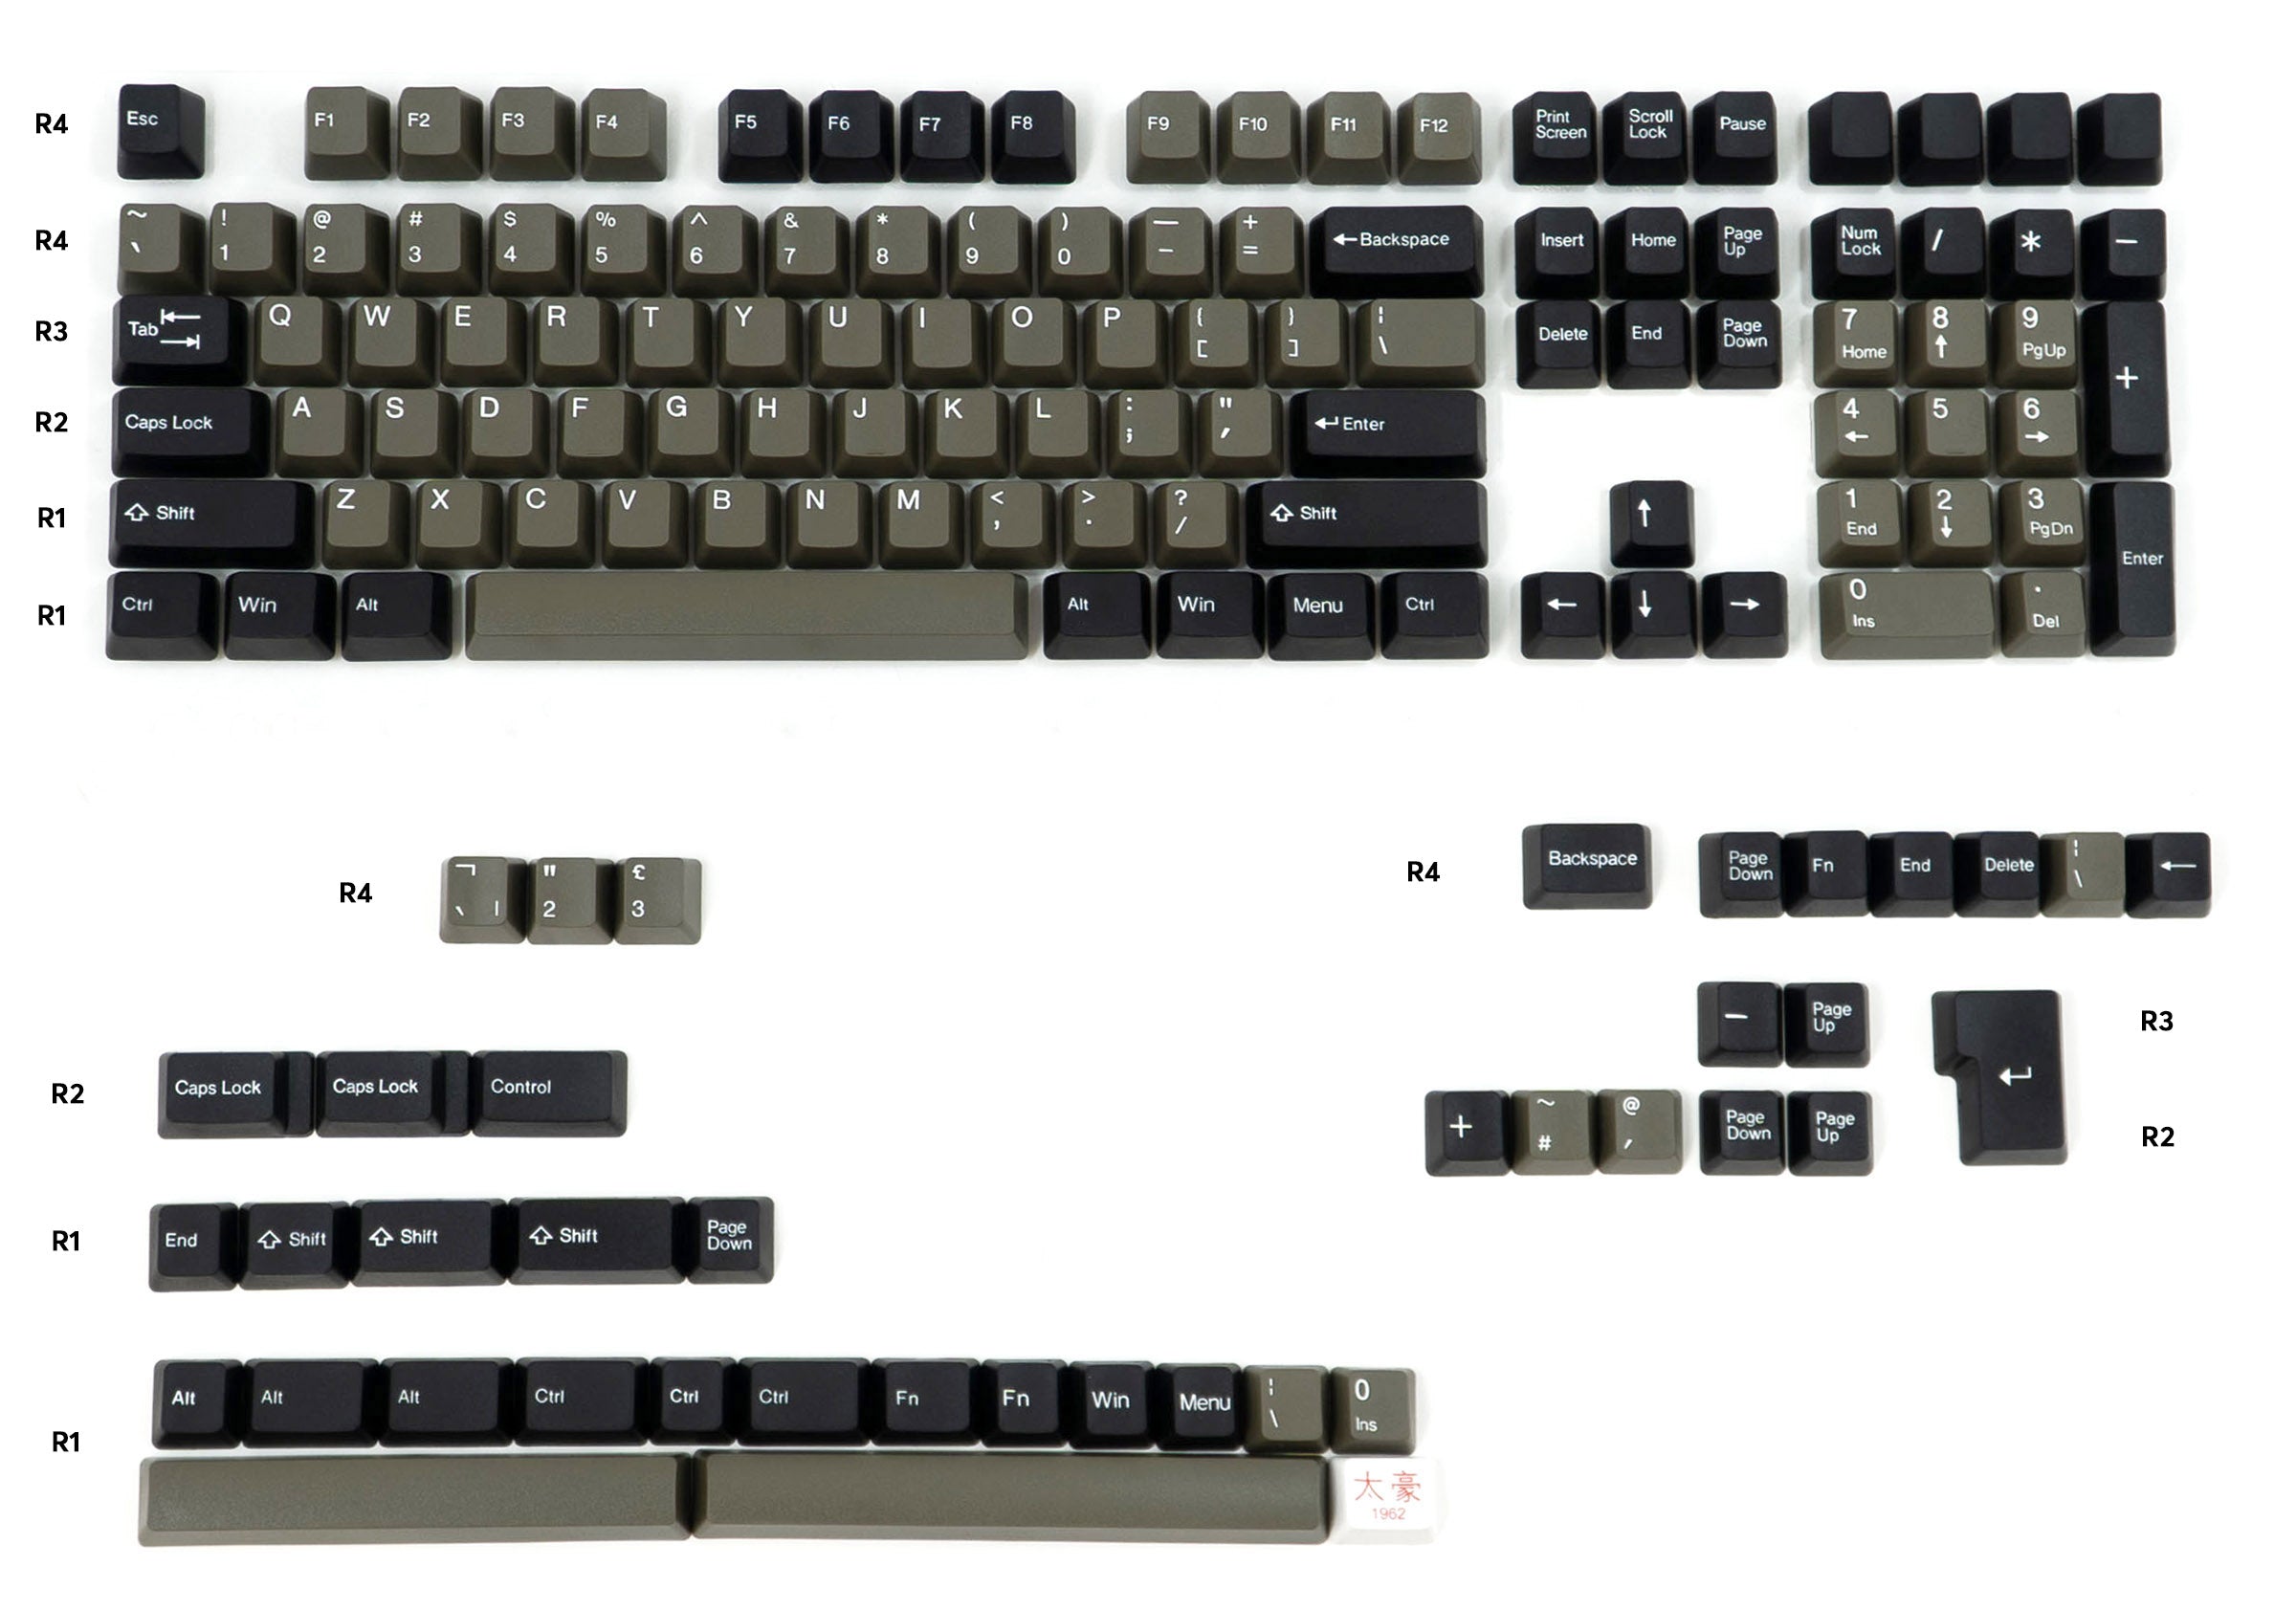 R4 Esc F1 F2 F3 F4 F5 F6 F7 F8 F9 F10 F11 F12 Print Screen Scroll Lock Pause
R4 ~ ` ! 1 @ 2 # 3 $ 4 % 5 ^ 6 & 7 * 8 ( 9 ) 0 — - + = ←Backspace Insert Home Page Up Num Lock / * −
R3 Tab Q W E R T Y U I O P { [ } ] ¦ \ Delete End Page Down 7 Home 8 ↑ 9 PgUp +
R2 Caps Lock A S D F G H J K L : ; " ' ↵ Enter 4 ← 5 6 →
R1 ⇧ Shift Z X C V B N M < , > . ? / ⇧ Shift ↑ 1 End 2 ↓ 3 PgDn Enter
R1 Ctrl Win Alt Alt Win Menu Ctrl ← ↓ → 0 Ins . Del
R4 ¬ ` | " 2 £ 3
R4 Backspace Page Down Fn End Delete ¦ \ ←
− Page Up ↵ R3
+ ~ # @ ' Page Down Page Up R2
R2 Caps Lock Caps Lock Control
R1 End ⇧ Shift ⇧ Shift ⇧ Shift Page Down
R1 Alt Alt Alt Ctrl Ctrl Ctrl Fn Fn Win Menu ¦ \ 0 Ins
太豪
1962